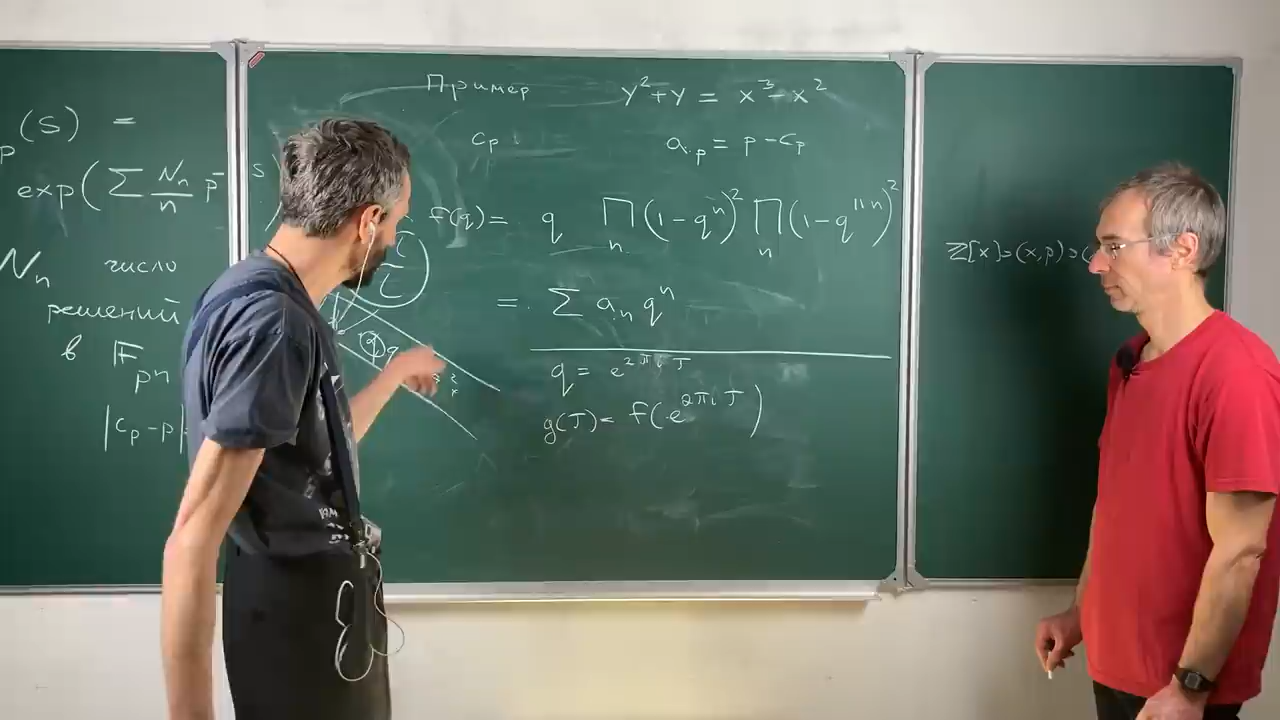 p(s) =
exp(∑ Nn/n p^-s
Nn число
решений
в F_pn
|cp-p|
Пример y²+y = x³-x²
cp ap = p-cp
f(q)= q ∏n(1-qⁿ)² ∏n(1-q¹¹ⁿ)²
= ∑ an qⁿ
q = e^2πiτ
g(τ)= f(e^2πiτ)
Z[x]⊃(x,p)⊃(